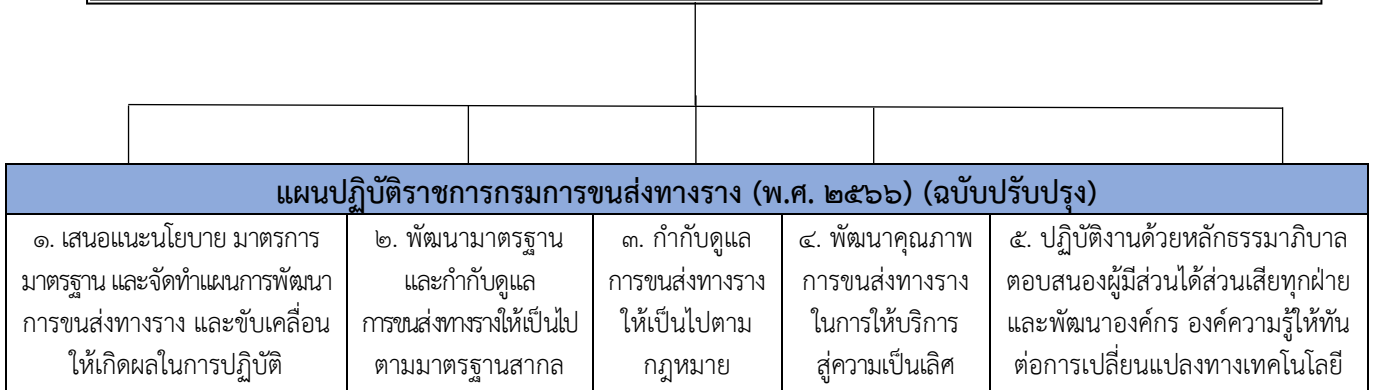 แผนปฏิบัติราชการกรมการขนส่งทางราง (พ.ศ. ๒๕๖๖) (ฉบับปรับปรุง)
๑. เสนอแนะนโยบาย มาตรการ
มาตรฐาน และจัดทำแผนการพัฒนา
การขนส่งทางราง และขับเคลื่อน
ให้เกิดผลในการปฏิบัติ
๒. พัฒนามาตรฐาน
และกำกับดูแล
การขนส่งทางรางให้เป็นไป
ตามมาตรฐานสากล
๓. กำกับดูแล
การขนส่งทางราง
ให้เป็นไปตาม
กฎหมาย
๔. พัฒนาคุณภาพ
การขนส่งทางราง
ในการให้บริการ
สู่ความเป็นเลิศ
๕. ปฏิบัติงานด้วยหลักธรรมาภิบาล
ตอบสนองผู้มีส่วนได้ส่วนเสียทุกฝ่าย
และพัฒนาองค์กร องค์ความรู้ให้ทัน
ต่อการเปลี่ยนแปลงทางเทคโนโลยี